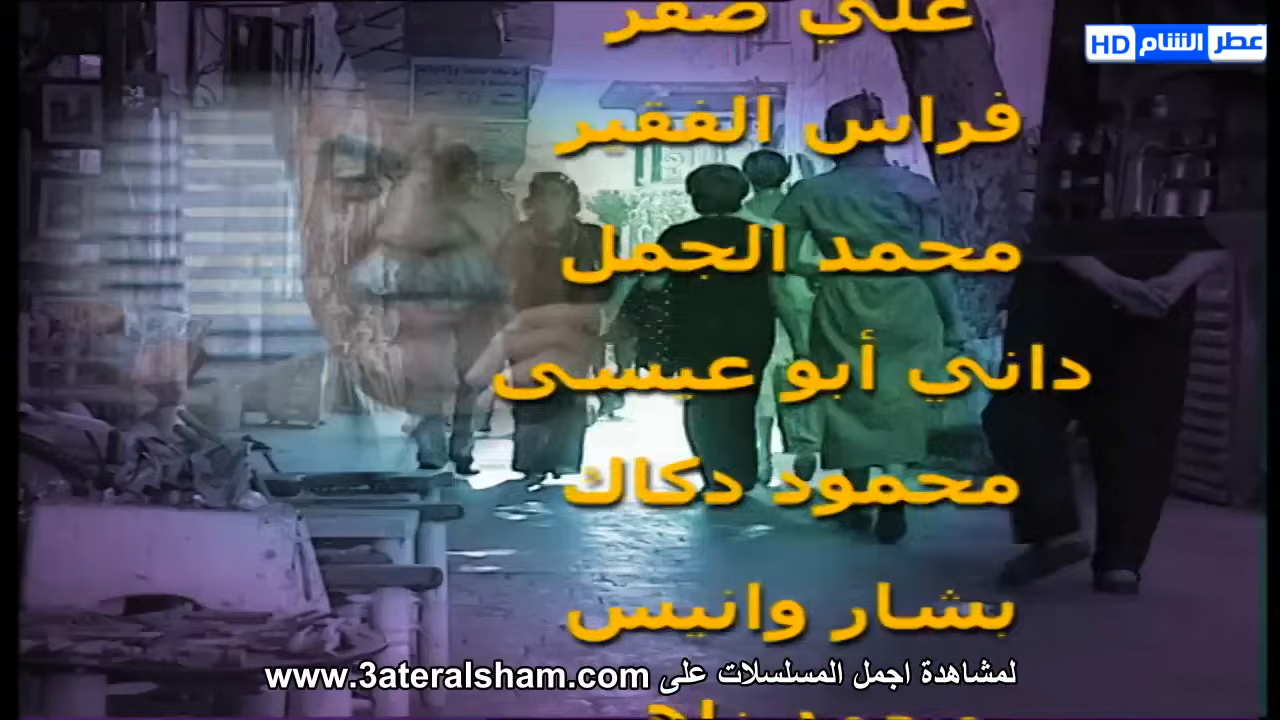 علي صقر
عطر الشام HD
فراس الفقير
محمد الجمل
داني أبو عيسى
محمود دكاك
بشار وانيس
لمشاهدة اجمل المسلسلات على www.3ateralsham.com